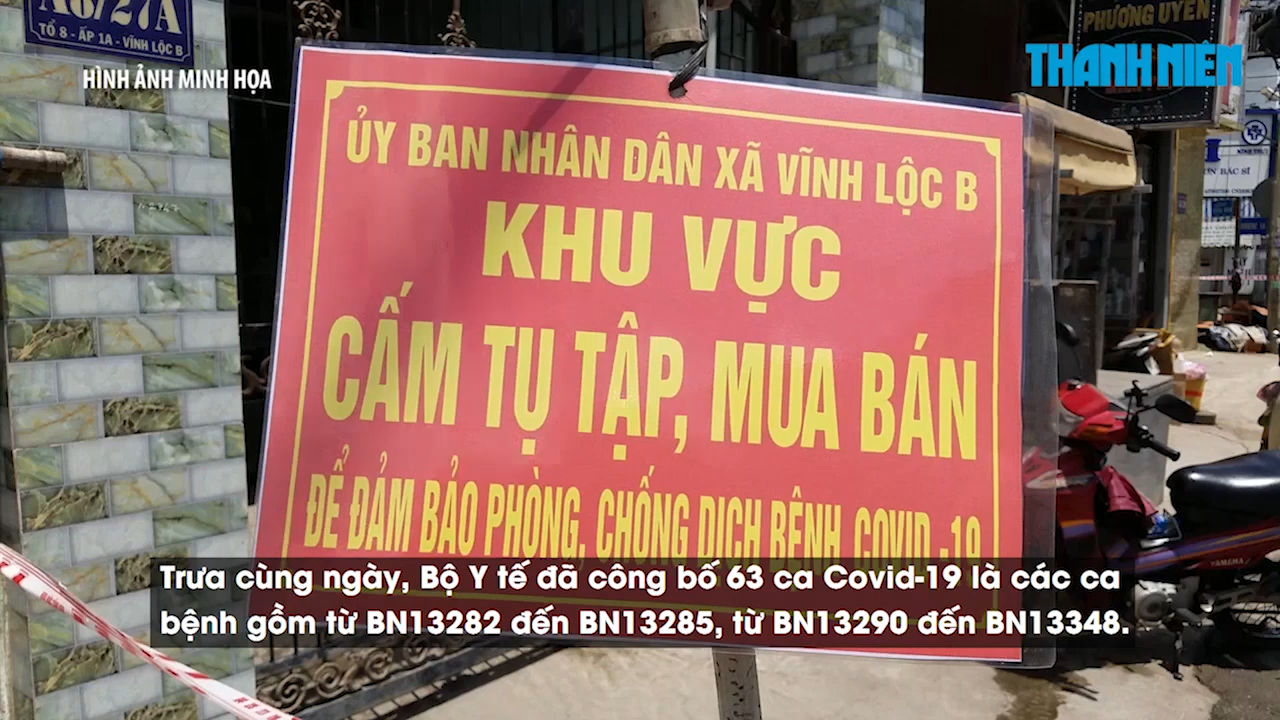 A6/27A
TỔ 8 - ẤP 1A - VĨNH LỘC B
HÌNH ẢNH MINH HỌA
THANH NIÊN
PHƯƠNG UYÊN
ỦY BAN NHÂN DÂN XÃ VĨNH LỘC B
KHU VỰC
CẤM TỤ TẬP, MUA BÁN
ĐỂ ĐẢM BẢO PHÒNG, CHỐNG DỊCH BỆNH COVID -19
BÁC SĨ
YAMAHA
Trưa cùng ngày, Bộ Y tế đã công bố 63 ca Covid-19 là các ca
bệnh gồm từ BN13282 đến BN13285, từ BN13290 đến BN13348.